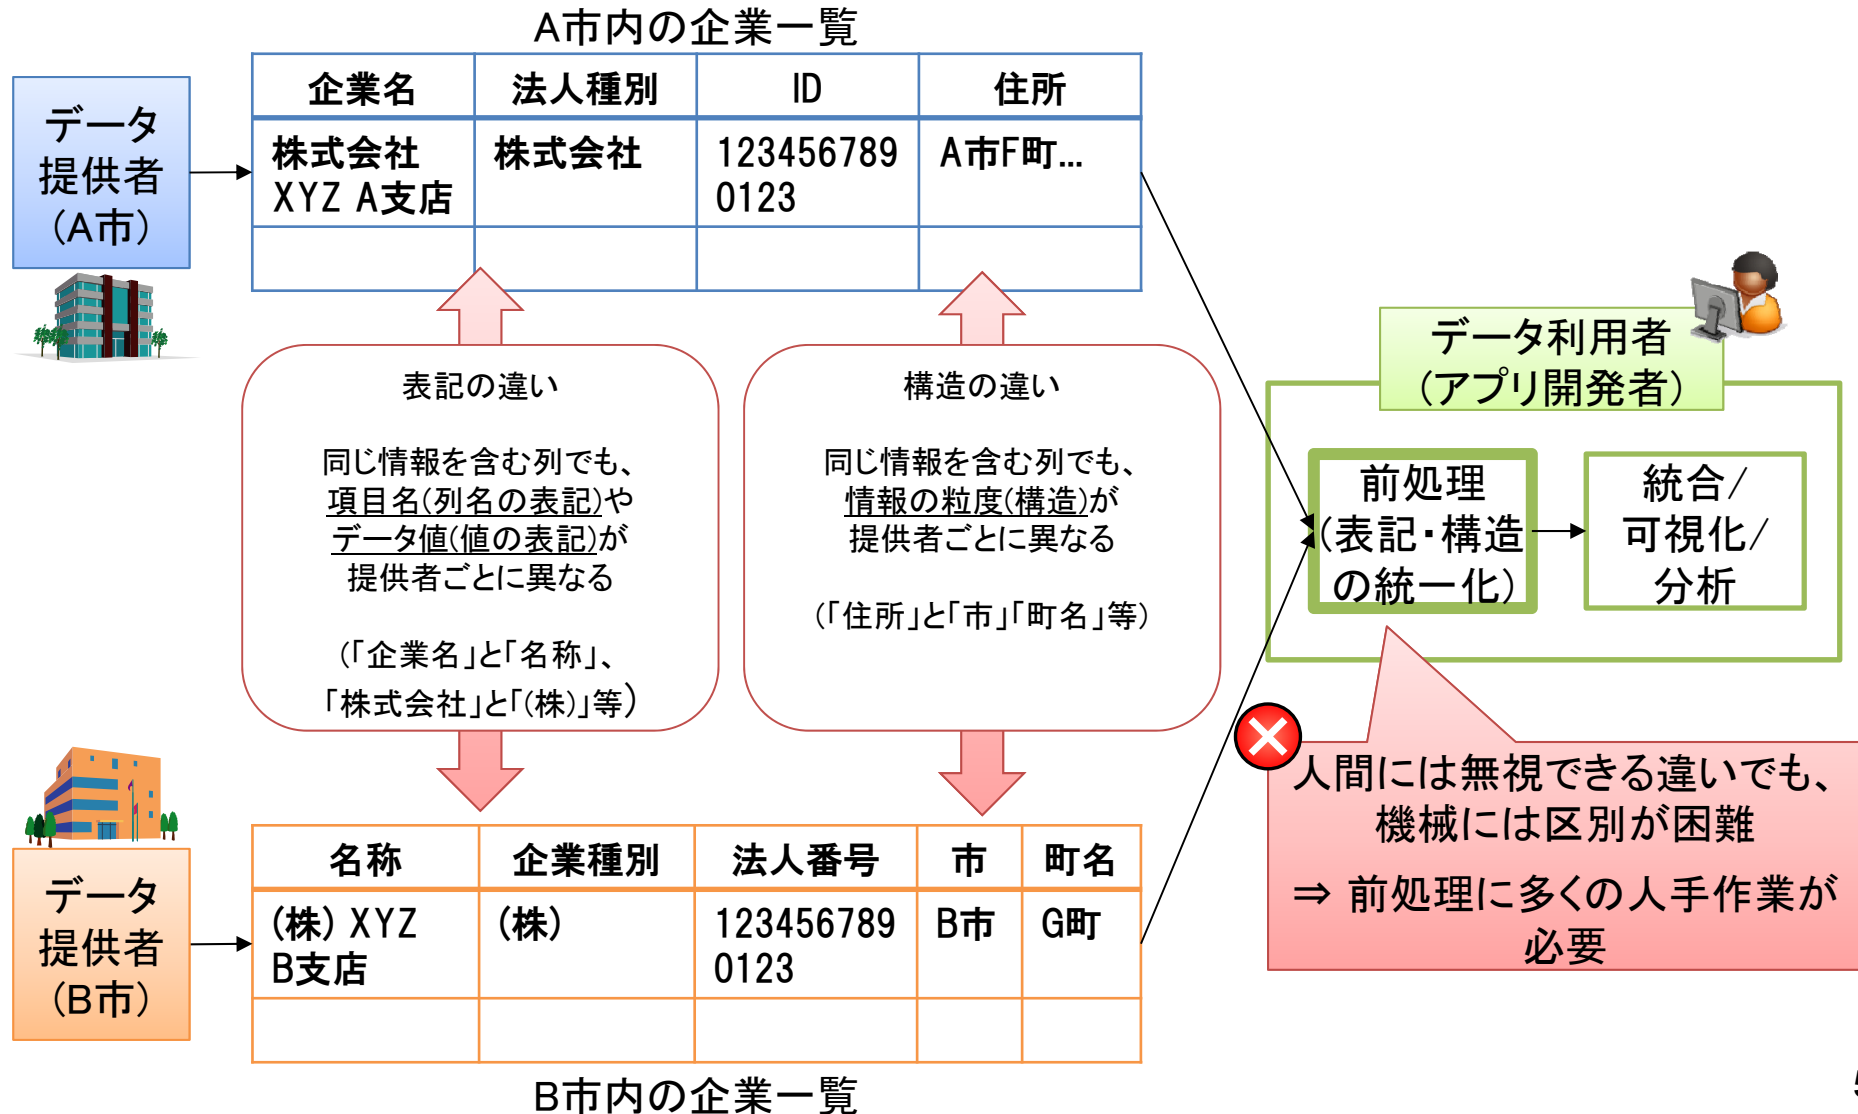 A市内の企業一覧
データ
提供者
(A市)
企業名 法人種別 ID 住所
株式会社 株式会社 123456789 A市F町...
XYZ A支店 0123
表記の違い
同じ情報を含む列でも、
項目名(列名の表記)や
データ値(値の表記)が
提供者ごとに異なる
(「企業名」と「名称」、
「株式会社」と「(株)」等)
構造の違い
同じ情報を含む列でも、
情報の粒度(構造)が
提供者ごとに異なる
(「住所」と「市」「町名」等)
データ
提供者
(B市)
名称 企業種別 法人番号 市 町名
(株) XYZ (株) 123456789 B市 G町
B支店 0123
B市内の企業一覧
データ利用者
(アプリ開発者)
前処理
(表記・構造
の統一化)
統合/
可視化/
分析
人間には無視できる違いでも、
機械には区別が困難
⇒ 前処理に多くの人手作業が
必要
5